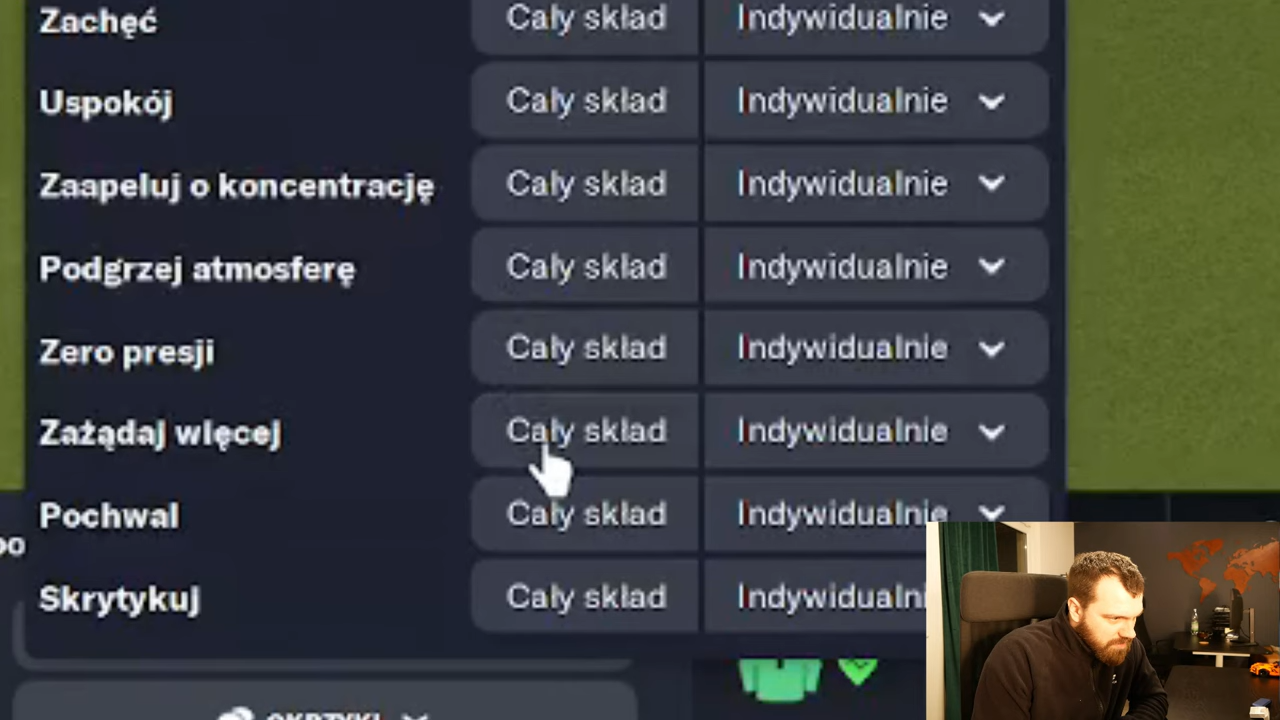 Zachęć Cały skład Indywidualnie
Uspokój Cały skład Indywidualnie
Zaapeluj o koncentrację Cały skład Indywidualnie
Podgrzej atmosferę Cały skład Indywidualnie
Zero presji Cały skład Indywidualnie
Zażądaj więcej Cały skład Indywidualnie
Pochwal Cały skład Indywidualnie
Skrytykuj Cały skład
OKRZYKI